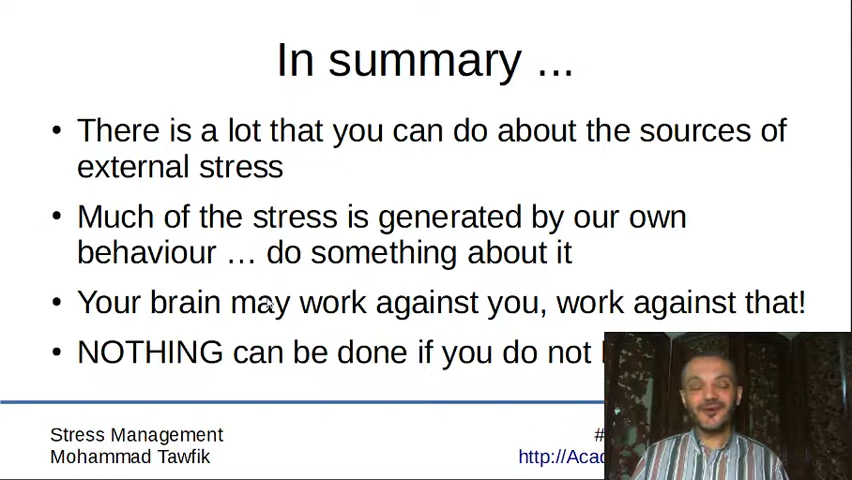 In summary ...
• There is a lot that you can do about the sources of
external stress
• Much of the stress is generated by our own
behaviour … do something about it
• Your brain may work against you, work against that!
• NOTHING can be done if you do not
Stress Management
#
Mohammad Tawfik
http://Acad